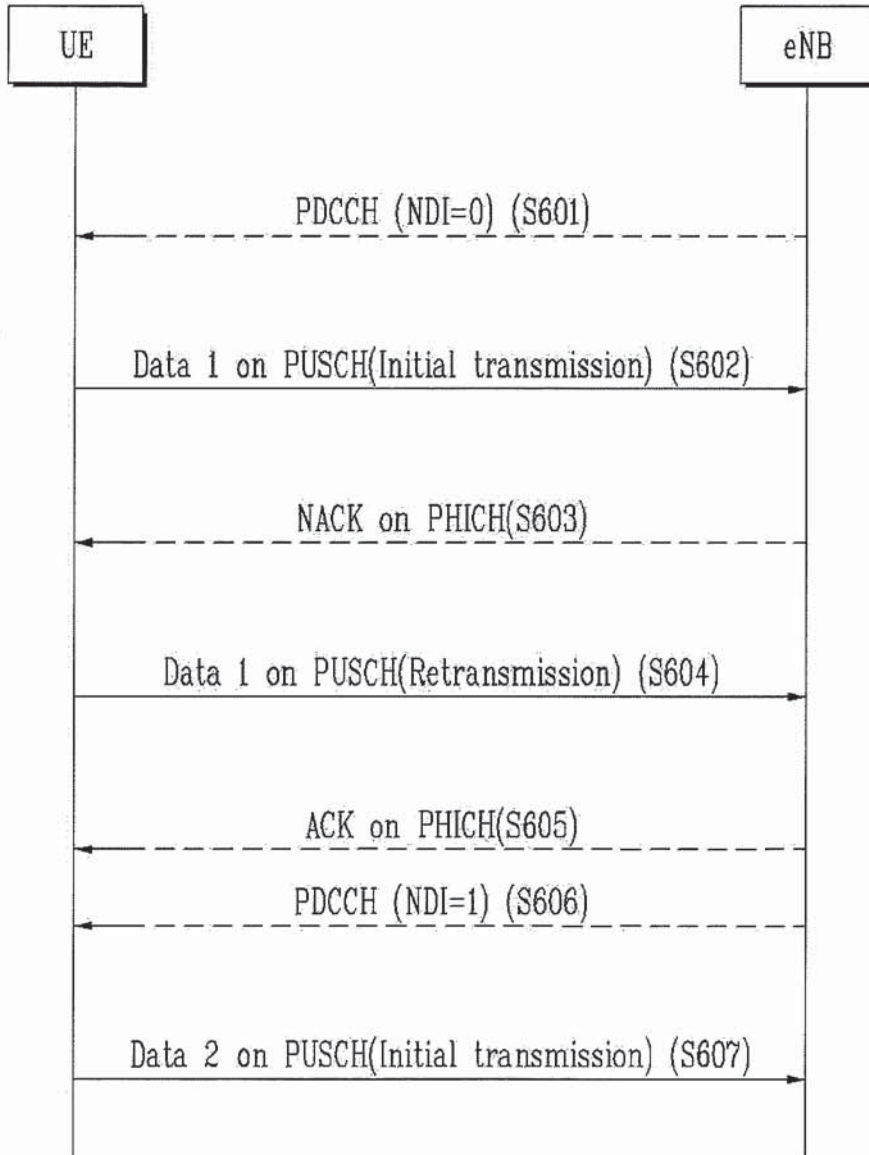 UE
eNB
PDCCH (NDI=0) (S601)
Data 1 on PUSCH(Initial transmission) (S602)
NACK on PHICH(S603)
Data 1 on PUSCH(Retransmission) (S604)
ACK on PHICH(S605)
PDCCH (NDI=1) (S606)
Data 2 on PUSCH(Initial transmission) (S607)